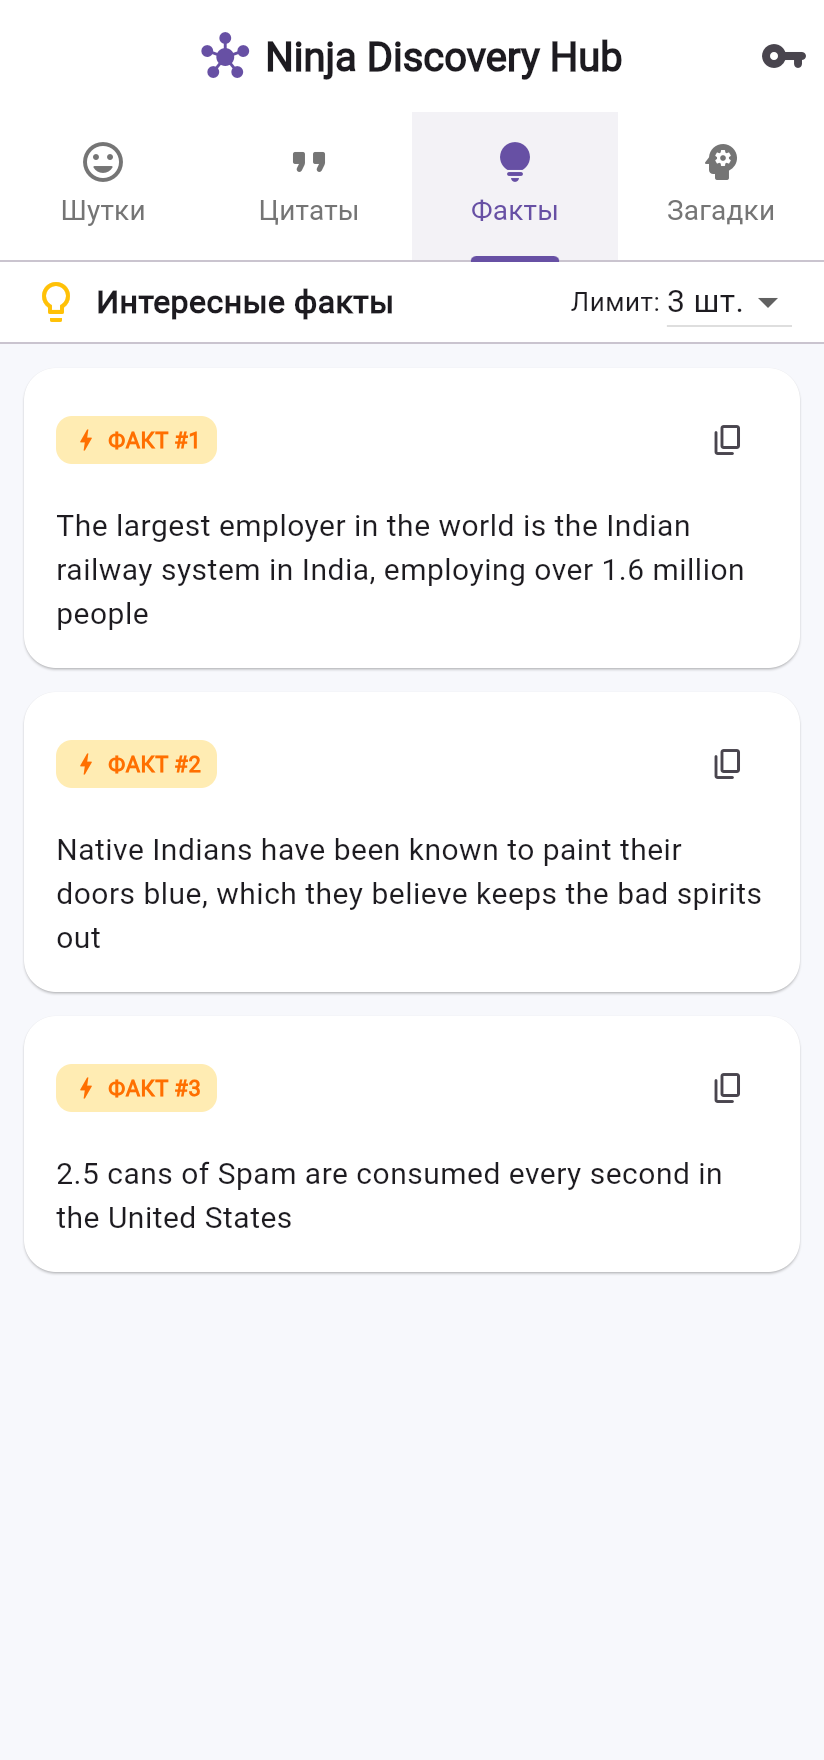 Ninja Discovery Hub
Шутки
Цитаты
Факты
Загадки
Интересные факты
Лимит: 3 шт.
ФАКТ #1
The largest employer in the world is the Indian
railway system in India, employing over 1.6 million
people
ФАКТ #2
Native Indians have been known to paint their
doors blue, which they believe keeps the bad spirits
out
ФАКТ #3
2.5 cans of Spam are consumed every second in
the United States